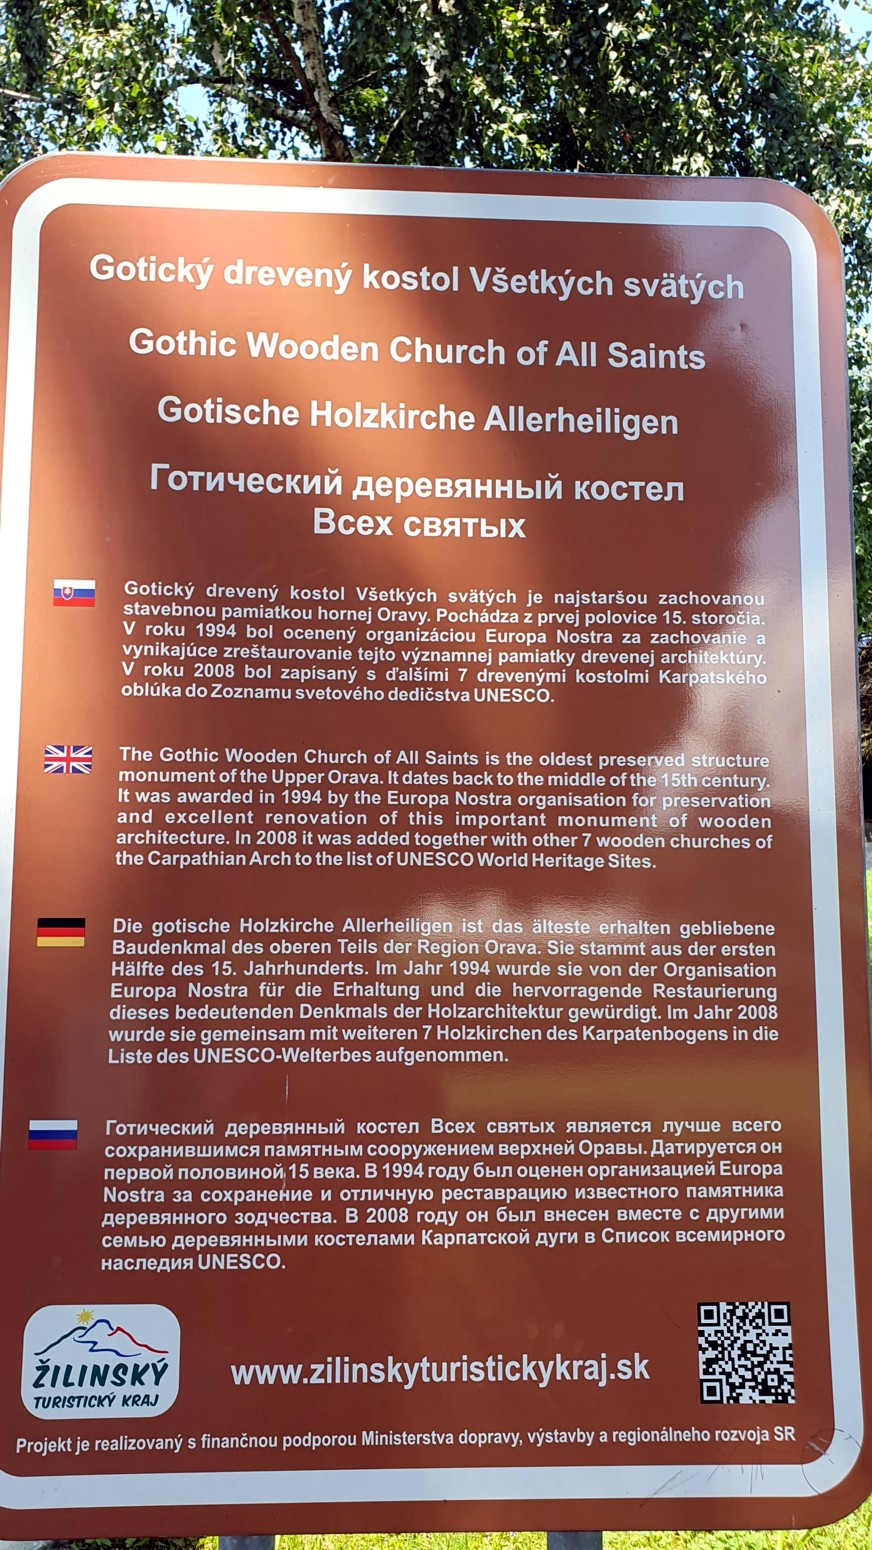 Gotický drevený kostol Všetkých svätých
Gothic Wooden Church of All Saints
Gotische Holzkirche Allerheiligen
Готический деревянный костел
Всех святых
Gotický drevený kostol Všetkých svätých je najstaršou zachovanou
stavebnou pamiatkou hornej Oravy. Pochádza z prvej polovice 15. storočia.
V roku 1994 bol ocenený organizáciou Europa Nostra za zachovanie a
vynikajúce zreštaurovanie tejto významnej pamiatky drevenej architektúry.
V roku 2008 bol zapísaný s ďalšími 7 drevenými kostolmi Karpatského
oblúka do Zoznamu svetového dedičstva UNESCO.
The Gothic Wooden Church of All Saints is the oldest preserved structure
monument of the Upper Orava. It dates back to the middle of the 15th century.
It was awarded in 1994 by the Europa Nostra organisation for preservation
and excellent renovation of this important monument of wooden
architecture. In 2008 it was added together with other 7 wooden churches of
the Carpathian Arch to the list of UNESCO World Heritage Sites.
Die gotische Holzkirche Allerheiligen ist das älteste erhalten gebliebene
Baudenkmal des oberen Teils der Region Orava. Sie stammt aus der ersten
Hälfte des 15. Jahrhunderts. Im Jahr 1994 wurde sie von der Organisation
Europa Nostra für die Erhaltung und die hervorragende Restaurierung
dieses bedeutenden Denkmals der Holzarchitektur gewürdigt. Im Jahr 2008
wurde sie gemeinsam mit weiteren 7 Holzkirchen des Karpatenbogens in die
Liste des UNESCO-Welterbes aufgenommen.
Готический деревянный костел Всех святых является лучше всего
сохранившимся памятным сооружением верхней Оравы. Датируется он
первой половиной 15 века. В 1994 году был оценен организацией Europa
Nostra за сохранение и отличную реставрацию известного памятника
деревянного зодчества. В 2008 году он был внесен вместе с другими
семью деревянными костелами Карпатской дуги в Список всемирного
наследия UNESCO.
ŽILINSKÝ
TURISTICKÝ KRAJ
www.zilinskyturistickykraj.sk
Projekt je realizovaný s finančnou podporou Ministerstva dopravy, výstavby a regionálneho rozvoja SR